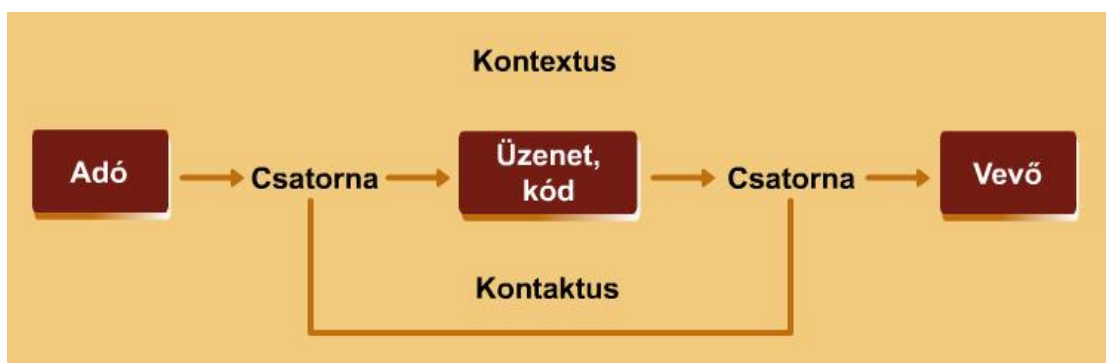 Kontextus
Adó
Csatorna
Üzenet,
kód
Csatorna
Vevő
Kontaktus